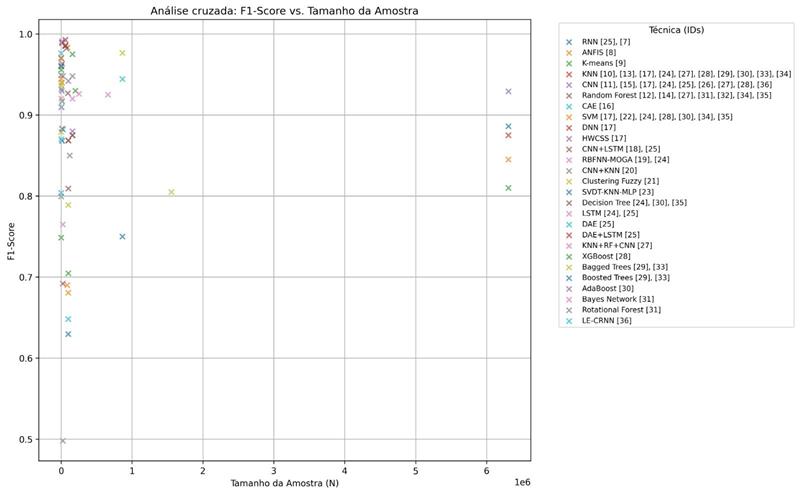 Análise cruzada: F1-Score vs. Tamanho da Amostra
F1-Score
1.0
0.9
0.8
0.7
0.6
0.5
0
1
2
3
4
5
6
1e6
Tamanho da Amostra (N)
Técnica (IDs)
RNN [25], [7]
ANFIS [8]
K-means [9]
KNN [10], [13], [17], [24], [27], [28], [29], [30], [33], [34]
CNN [11], [15], [17], [24], [25], [26], [27], [28], [36]
Random Forest [12], [14], [27], [31], [32], [34], [35]
CAE [16]
SVM [17], [22], [24], [28], [30], [34], [35]
DNN [17]
HWCSS [17]
CNN+LSTM [18], [25]
RBFNN-MOGA [19], [24]
CNN+KNN [20]
Clustering Fuzzy [21]
SVDT-KNN-MLP [23]
Decision Tree [24], [30], [35]
LSTM [24], [25]
DAE [25]
DAE+LSTM [25]
KNN+RF+CNN [27]
XGBoost [28]
Bagged Trees [29], [33]
Boosted Trees [29], [33]
AdaBoost [30]
Bayes Network [31]
Rotational Forest [31]
LE-CRNN [36]